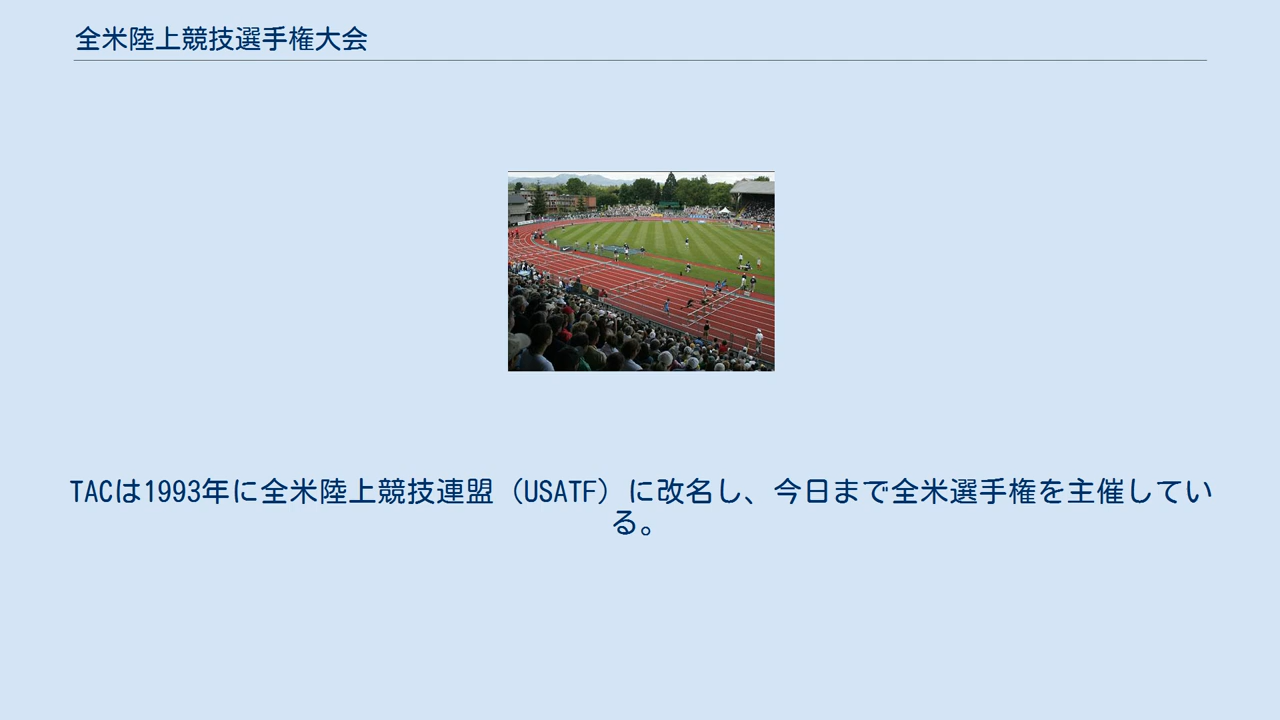 全米陸上競技選手権大会
TACは1993年に全米陸上競技連盟（USATF）に改名し、今日まで全米選手権を主催してい
る。